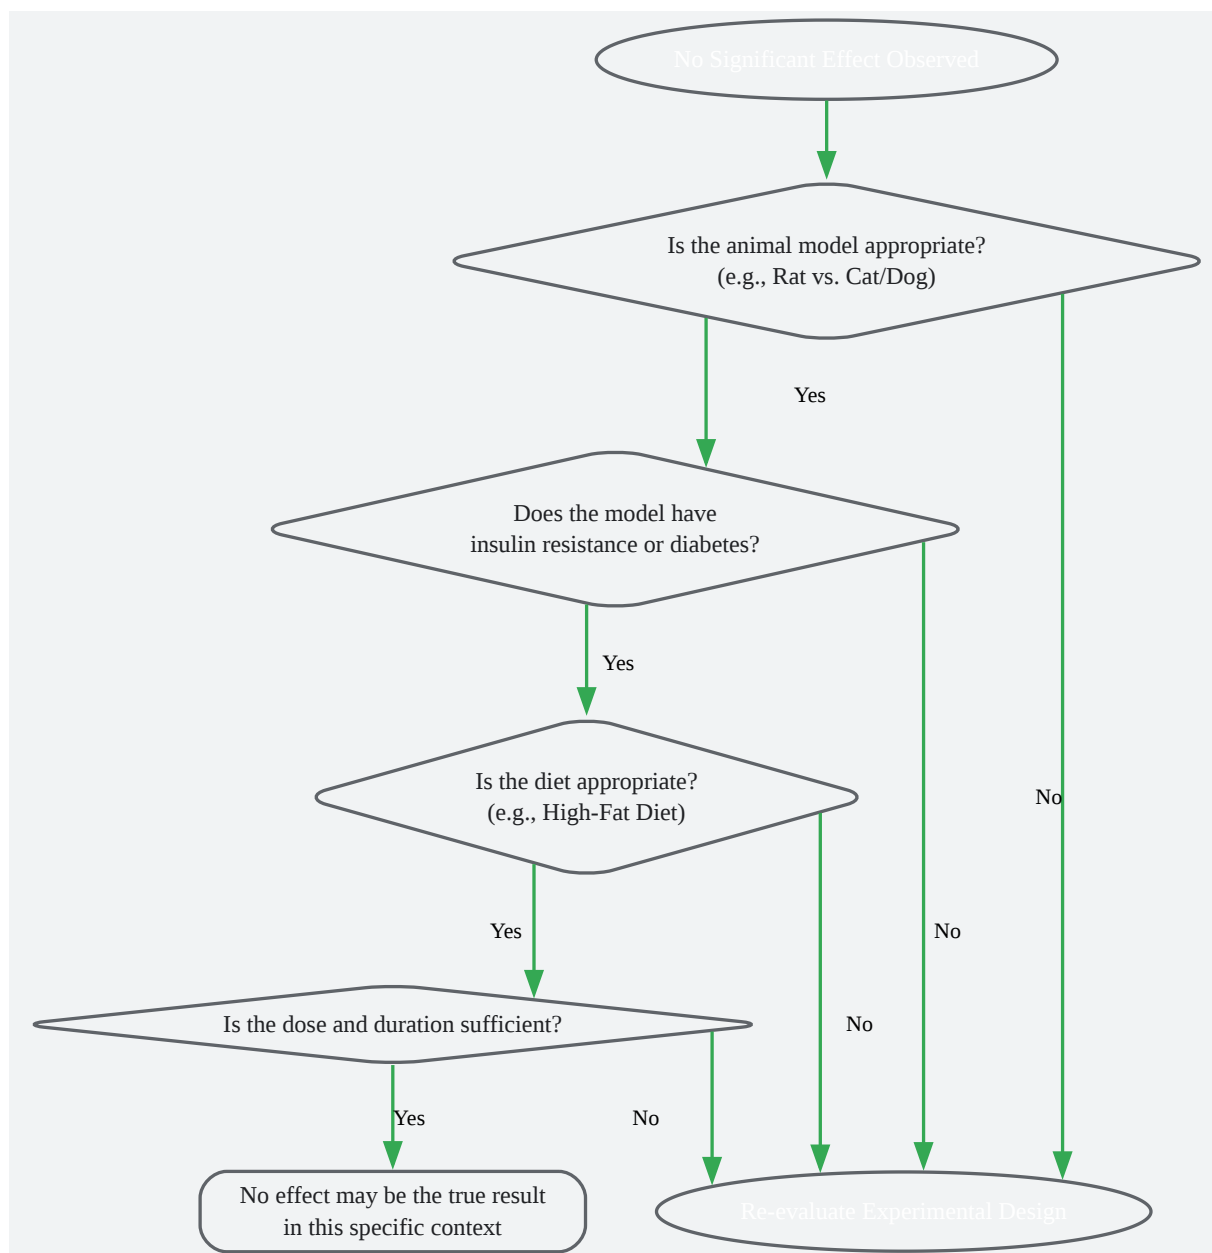 No Significant Effect Observed
Is the animal model appropriate?
(e.g., Rat vs. Cat/Dog)
Yes
Does the model have
insulin resistance or diabetes?
Yes
Is the diet appropriate?
(e.g., High-Fat Diet)
No
Yes
No
Is the dose and duration sufficient?
No
Yes
No
No effect may be the true result
in this specific context
Re-evaluate Experimental Design